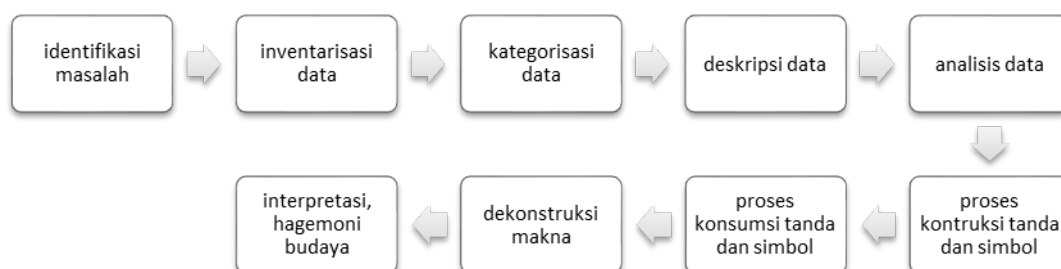 identifikasi
masalah
inventarisasi
data
kategorisasi
data
deskripsi data
analisis data
proses
kontruksi tanda
dan simbol
proses
konsumsi tanda
dan simbol
dekonstruksi
makna
interpretasi,
hagemoni
budaya